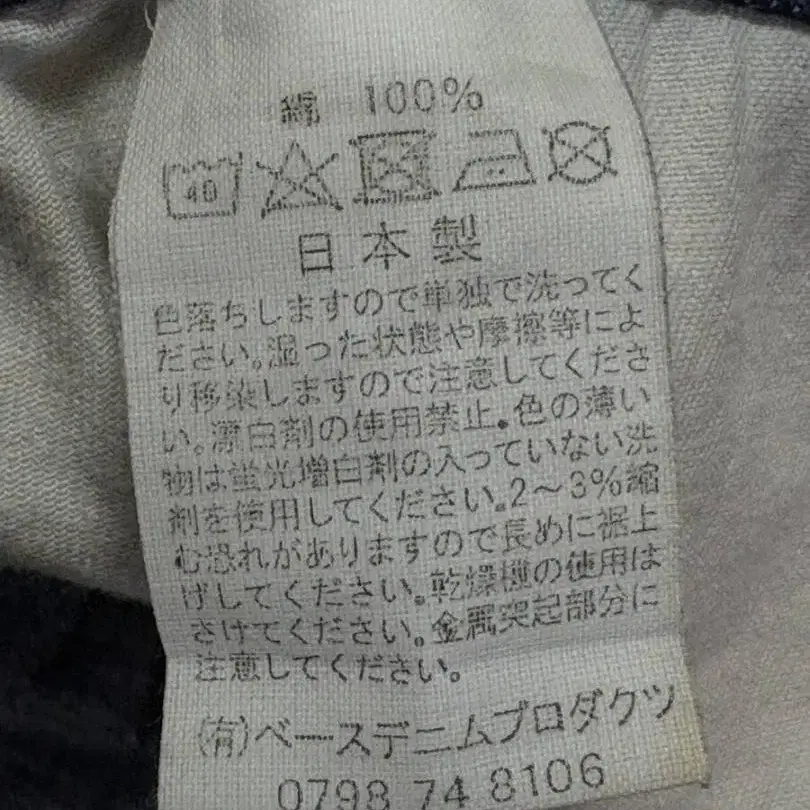 綿 100%
40
日本製
色落ちしますので単独で洗ってく
ださい。湿った状態や摩擦等によ
り移染しますので注意してくださ
い。漂白剤の使用禁止。色の薄い
物は蛍光増白剤の入っていない洗
剤を使用してください。2〜3%縮
む恐れがありますので長めに裾上
げしてください。乾燥機の使用は
さけてください。金属突起部分に
注意してください。
(有)ベースデニムプロダクツ
0798 74 8106